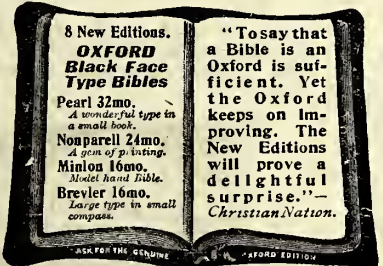 8 New Editions.
OXFORD
Black Face
Type Bibles
Pearl 32mo.
A wonderful type in
a small book.
Nonparell 24mo.
A gem of printing.
Minion 16mo.
Model hand Bible.
Brevier 16mo.
Large type in small
compass.
"To say that
a Bible is an
Oxford is suf-
ficient. Yet
the Oxford
keeps on Im-
proving. The
New Editions
will prove a
delightful
surprise."—
Christian Nation.
ASK FOR THE GENUINE
OXFORD EDITION